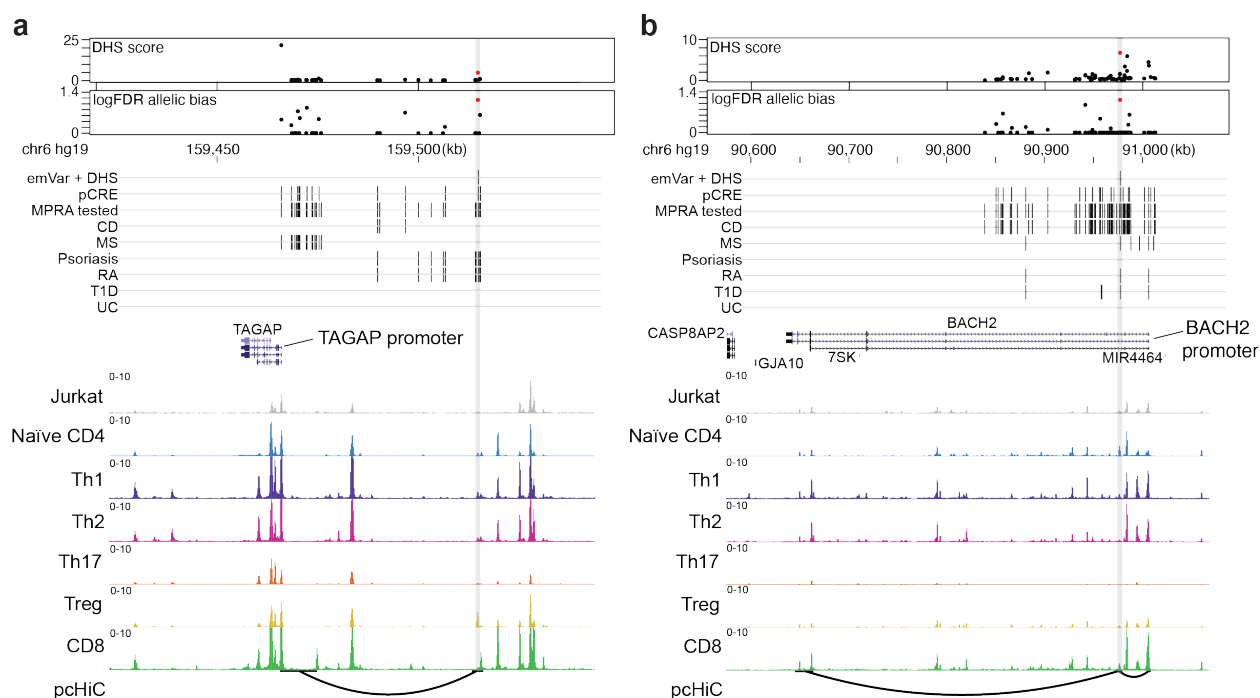 a
25
DHS score
0
1.4
logFDR allelic bias
0
chr6 hg19 159,450 159,500 (kb)
emVar + DHS
pCRE
MPRA tested
CD
MS
Psoriasis
RA
T1D
UC
TAGAP
TAGAP promoter
0-10
Jurkat
0-10
Naïve CD4
0-10
Th1
0-10
Th2
0-10
Th17
0-10
Treg
0-10
CD8
pcHiC
b
10
DHS score
0
1.4
logFDR allelic bias
0
chr6 hg19 90,600 90,700 90,800 90,900 91,000 (kb)
emVar + DHS
pCRE
MPRA tested
CD
MS
Psoriasis
RA
T1D
UC
CASP8AP2
BACH2
BACH2 promoter
GJA10
7SK
MIR4464
0-10
Jurkat
0-10
Naïve CD4
0-10
Th1
0-10
Th2
0-10
Th17
0-10
Treg
0-10
CD8
pcHiC